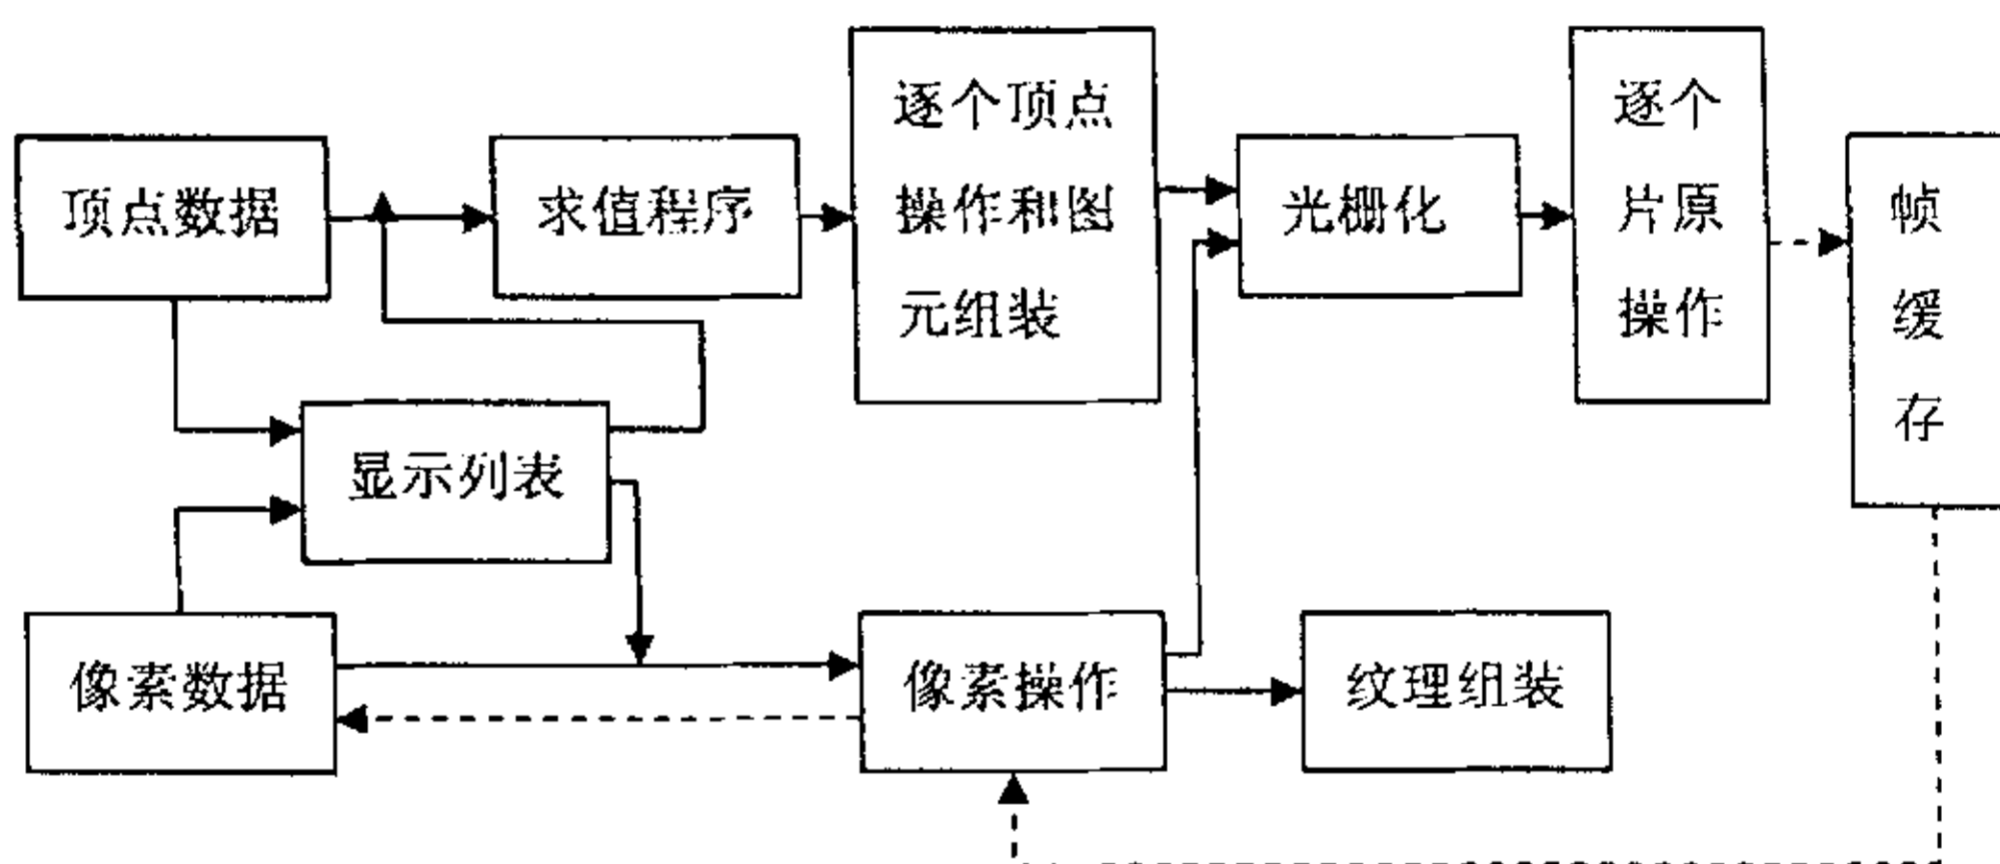 顶点数据
求值程序
逐个顶点
操作和图
元组装
光栅化
逐个
片原
操作
帧
缓
存
显示列表
像素数据
像素操作
纹理组装